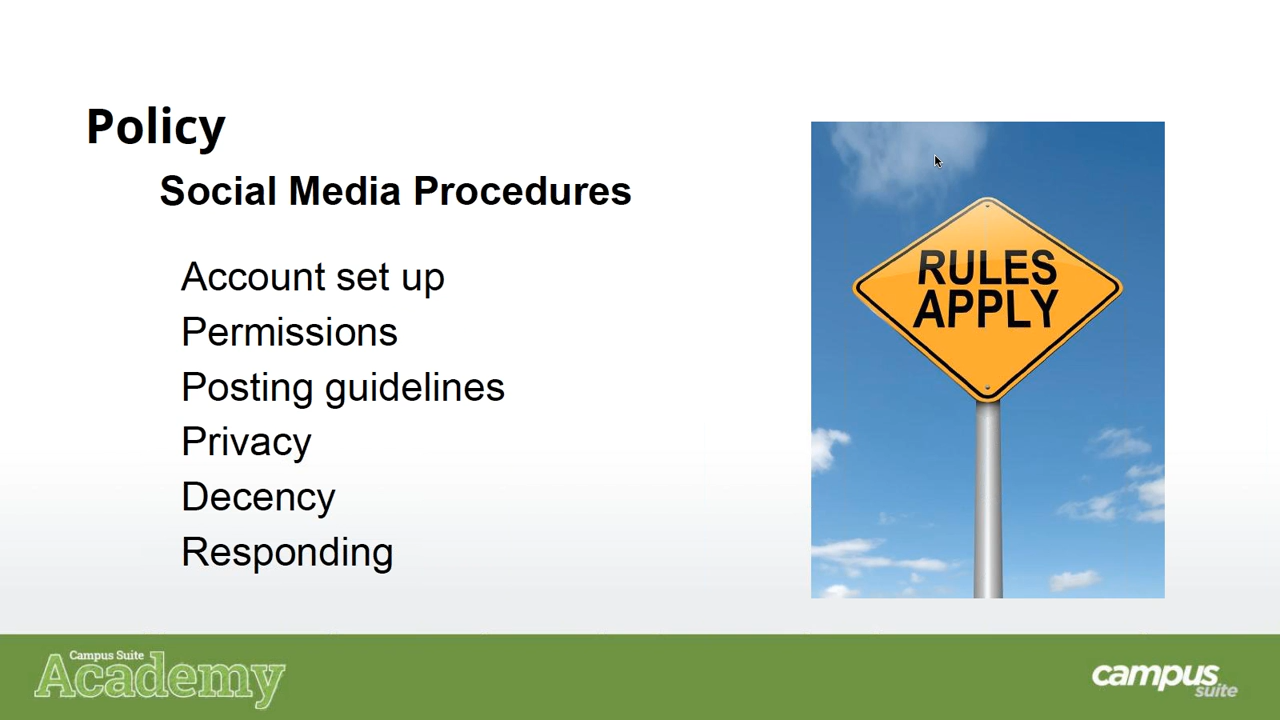 Policy
Social Media Procedures
Account set up
Permissions
Posting guidelines
Privacy
Decency
Responding
RULES
APPLY
Campus Suite
Academy
campus
suite